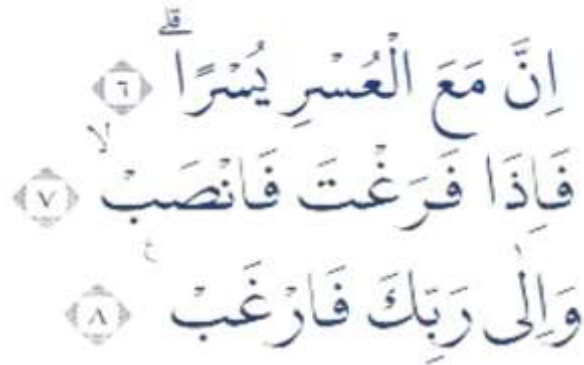 اِنَّ مَعَ الْعُسْرِ يُسْرًاۗ ٦
فَاِذَا فَرَغْتَ فَانْصَبْۙ ٧
وَاِلٰى رَبِّكَ فَارْغَبْ ࣖ ٨